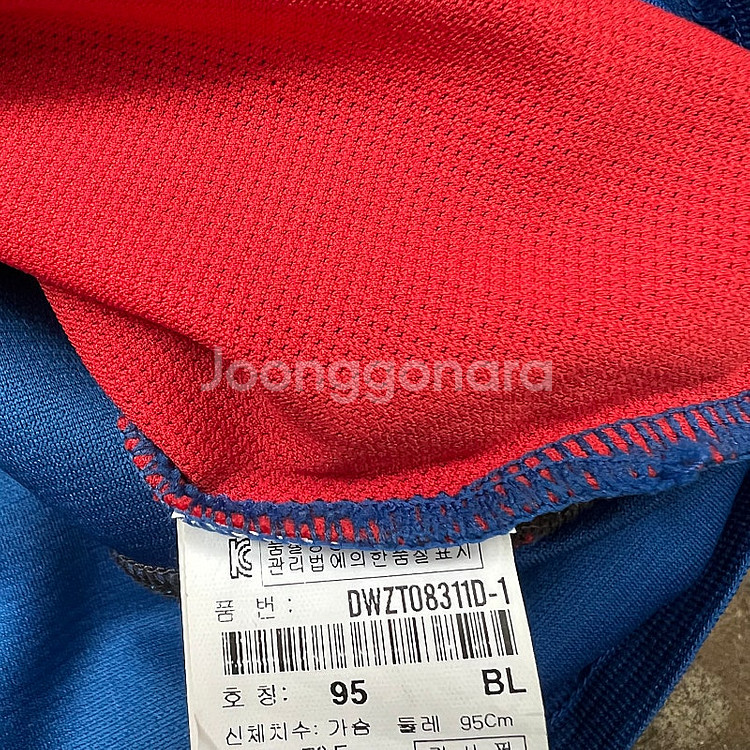 Joonggonara
관리법에의한품질표시
품 번 : DWZT08311D-1
호 칭: 95 BL
신체치수: 가슴 둘레 95Cm